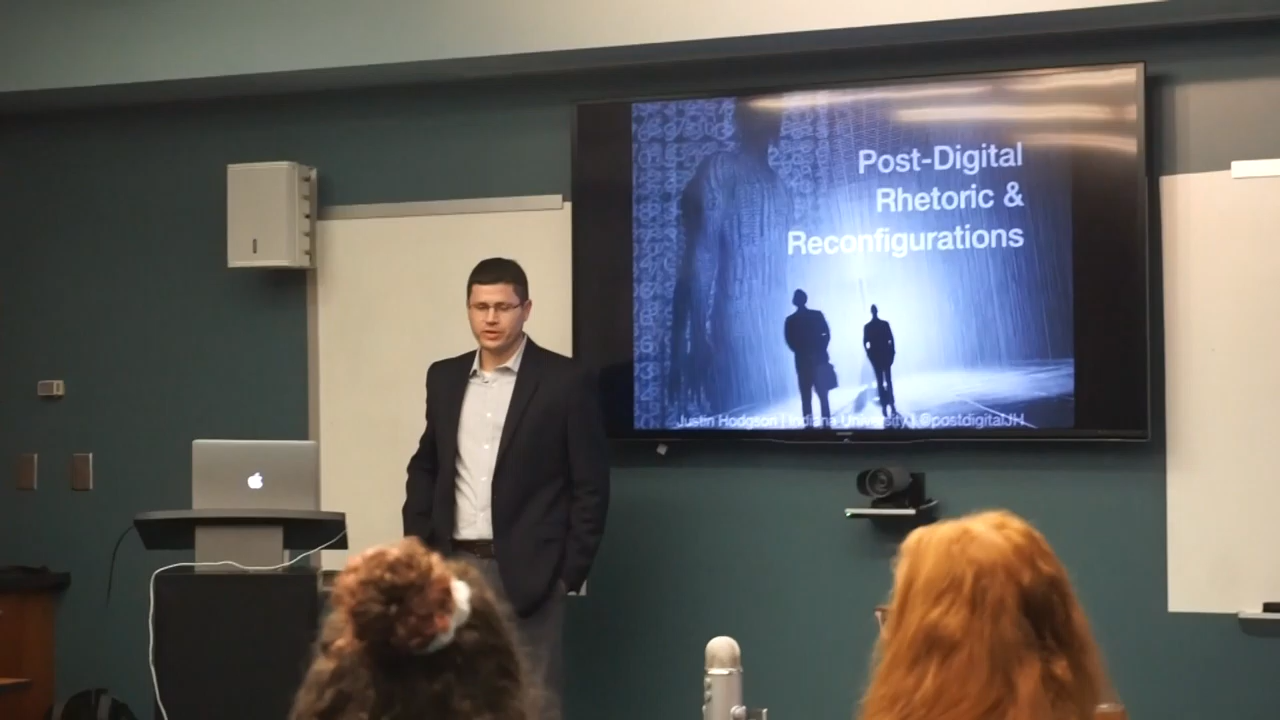 Post-Digital
Rhetoric &
Reconfigurations
Justin Hodgson | Indiana University | @postdigitalJH